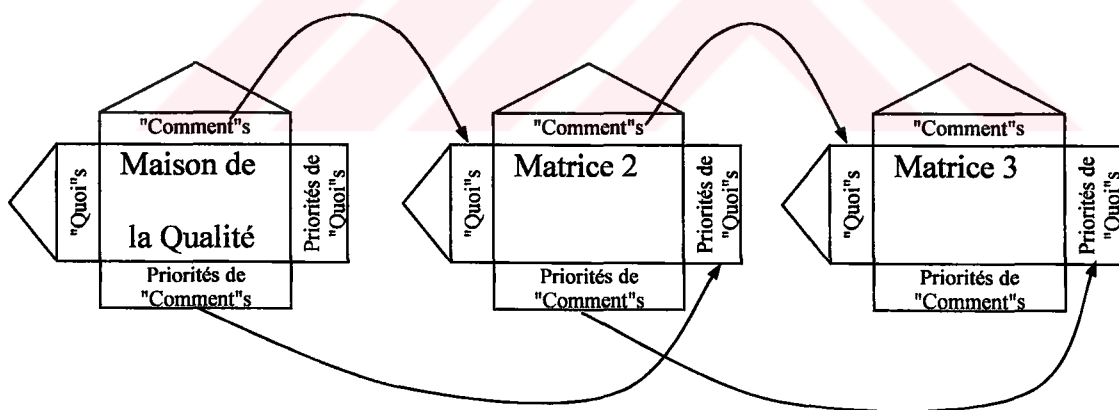 "Comment"s
"Quoi"s
Maison de
la Qualité
Priorités de
"Quoi"s
Priorités de
"Comment"s
"Comment"s
"Quoi"s
Matrice 2
Priorités de
"Quoi"s
Priorités de
"Comment"s
"Comment"s
"Quoi"s
Matrice 3
Priorités de
"Quoi"s
Priorités de
"Comment"s